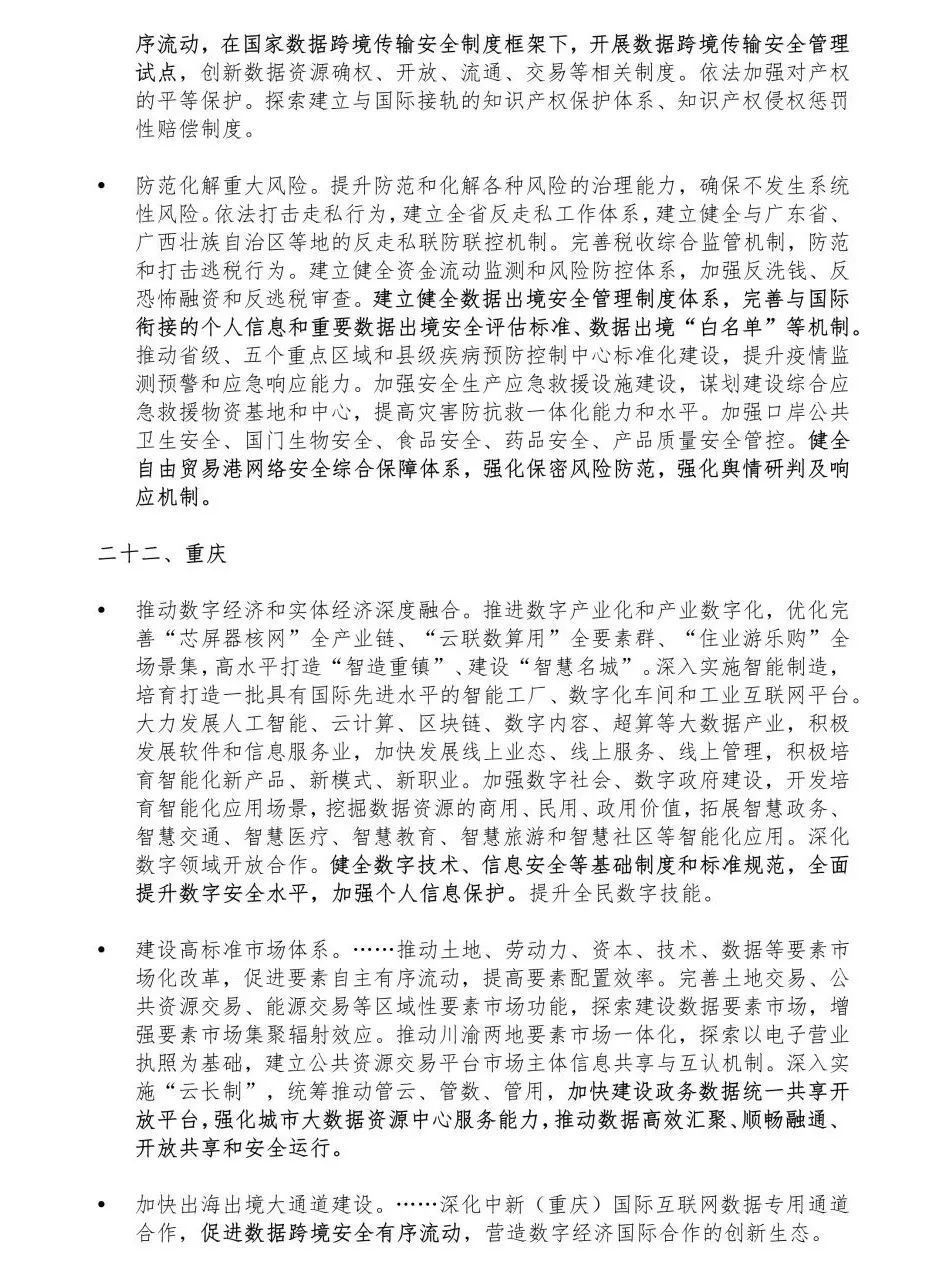 序流动，在国家数据跨境传输安全制度框架下，开展数据跨境传输安全管理
试点，创新数据资源确权、开放、流通、交易等相关制度。依法加强对产权
的平等保护。探索建立与国际接轨的知识产权保护体系、知识产权侵权惩罚
性赔偿制度。
• 防范化解重大风险。提升防范和化解各种风险的治理能力，确保不发生系统
性风险。依法打击走私行为，建立全省反走私工作体系，建立健全与广东省、
广西壮族自治区等地的反走私联防联控机制。完善税收综合监管机制，防范
和打击逃税行为。建立健全资金流动监测和风险防控体系，加强反洗钱、反
恐怖融资和反逃税审查。建立健全数据出境安全管理制度体系，完善与国际
衔接的个人信息和重要数据出境安全评估标准、数据出境“白名单”等机制。
推动省级、五个重点区域和县级疾病预防控制中心标准化建设，提升疫情监
测预警和应急响应能力。加强安全生产应急救援设施建设，谋划建设综合应
急救援物资基地和中心，提高灾害防抗救一体化能力和水平。加强口岸公共
卫生安全、国门生物安全、食品安全、药品安全、产品质量安全管控。健全
自由贸易港网络安全综合保障体系，强化保密风险防范，强化舆情研判及响
应机制。
二十二、重庆
• 推动数字经济和实体经济深度融合。推进数字产业化和产业数字化，优化完
善“芯屏器核网”全产业链、“云联数算用”全要素群、“住业游乐购”全
场景集，高水平打造“智造重镇”、建设“智慧名城”。深入实施智能制造，
培育打造一批具有国际先进水平的智能工厂、数字化车间和工业互联网平台。
大力发展人工智能、云计算、区块链、数字内容、超算等大数据产业，积极
发展软件和信息服务业，加快发展线上业态、线上服务、线上管理，积极培
育智能化新产品、新模式、新职业。加强数字社会、数字政府建设，开发培
育智能化应用场景，挖掘数据资源的商用、民用、政用价值，拓展智慧政务、
智慧交通、智慧医疗、智慧教育、智慧旅游和智慧社区等智能化应用。深化
数字领域开放合作。健全数字技术、信息安全等基础制度和标准规范，全面
提升数字安全水平，加强个人信息保护。提升全民数字技能。
• 建设高标准市场体系。……推动土地、劳动力、资本、技术、数据等要素市
场化改革，促进要素自主有序流动，提高要素配置效率。完善土地交易、公
共资源交易、能源交易等区域性要素市场功能，探索建设数据要素市场，增
强要素市场集聚辐射效应。推动川渝两地要素市场一体化，探索以电子营业
执照为基础，建立公共资源交易平台市场主体信息共享与互认机制。深入实
施“云长制”，统筹推动管云、管数、管用，加快建设政务数据统一共享开
放平台，强化城市大数据资源中心服务能力，推动数据高效汇聚、顺畅融通、
开放共享和安全运行。
• 加快出海出境大通道建设。……深化中新（重庆）国际互联网数据专用通道
合作，促进数据跨境安全有序流动，营造数字经济国际合作的创新生态。